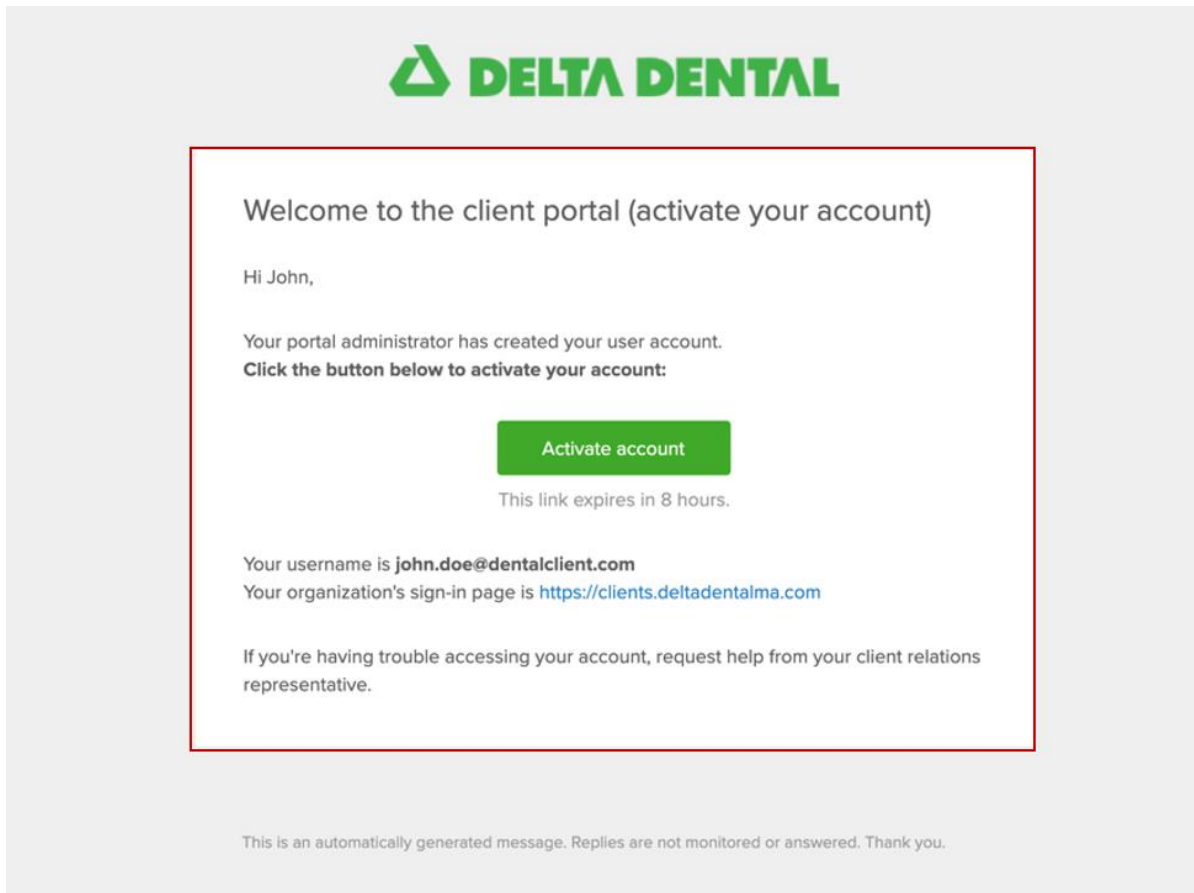 DELTA DENTAL
Welcome to the client portal (activate your account)
Hi John,
Your portal administrator has created your user account.
Click the button below to activate your account:
Activate account
This link expires in 8 hours.
Your username is john.doe@dentalclient.com
Your organization's sign-in page is https://clients.deltadentalma.com
If you're having trouble accessing your account, request help from your client relations
representative.
This is an automatically generated message. Replies are not monitored or answered. Thank you.